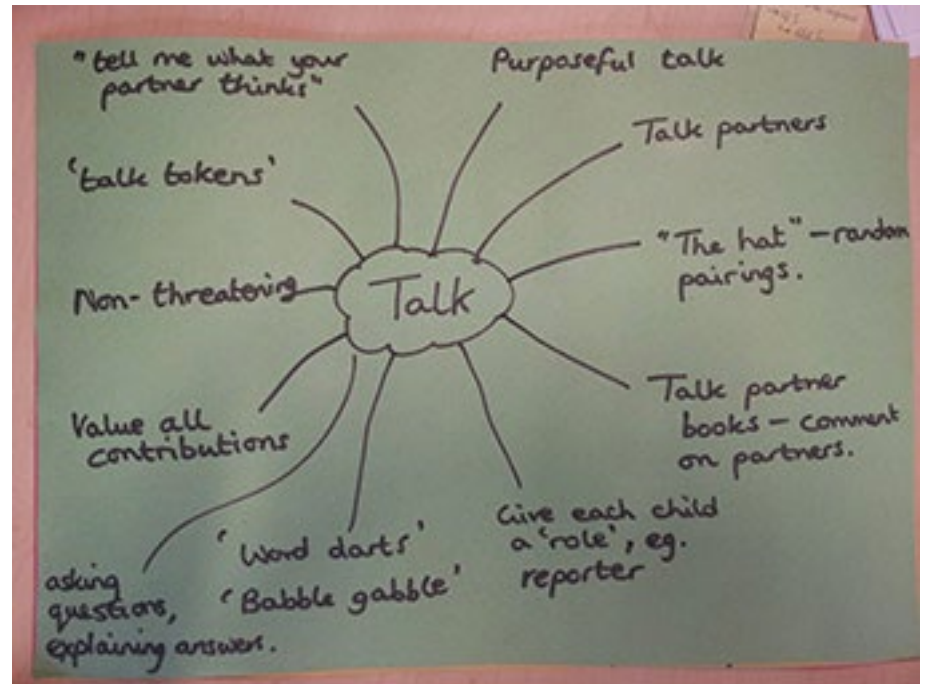 "tell me what your
partner thinks"
Purposeful talk
Talk partners
'talk tokens'
"The hat" – random
pairings.
Non-threatening
Talk
Talk partner
books – comment
on partners.
Value all
contributions
Give each child
a 'role', eg.
reporter
'Word darts'
'Babble gabble'
asking
questions,
explaining answers.